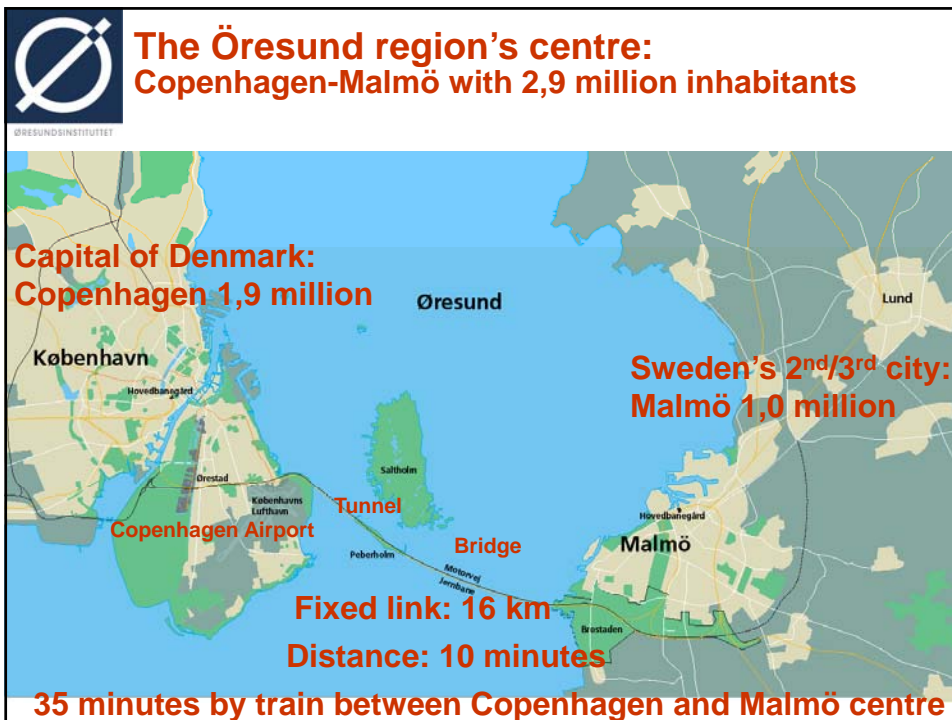 The Öresund region's centre:
Copenhagen-Malmö with 2,9 million inhabitants
ØRESUNDSINSTITUTTET
Capital of Denmark:
Copenhagen 1,9 million
Øresund
Lund
København
Hovedbanegård
Sweden's 2nd/3rd city:
Malmö 1,0 million
Saltholm
Ørestad
Københavns
Lufthavn
Tunnel
Copenhagen Airport
Hovedbanegård
Malmö
Bridge
Peberholm
Motorvej
Jernbane
Fixed link: 16 km
Brostaden
Distance: 10 minutes
35 minutes by train between Copenhagen and Malmö centre